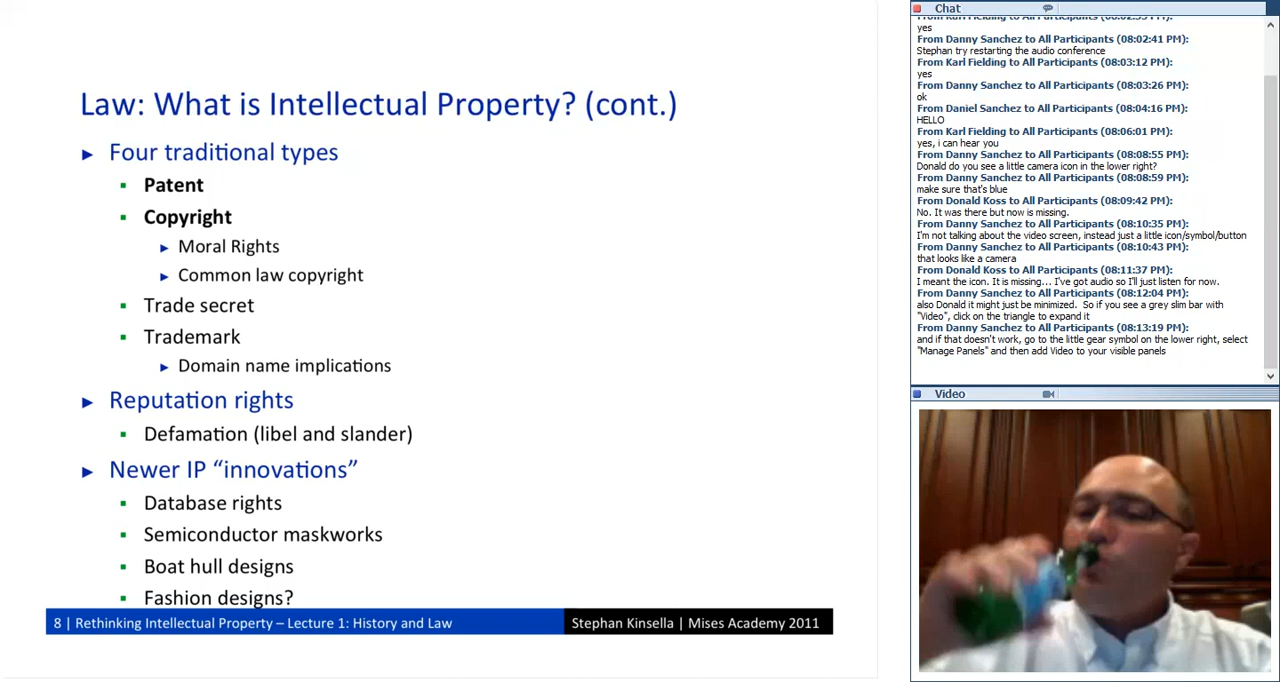 Law: What is Intellectual Property? (cont.)
► Four traditional types
▪ Patent
▪ Copyright
► Moral Rights
► Common law copyright
▪ Trade secret
▪ Trademark
► Domain name implications
► Reputation rights
▪ Defamation (libel and slander)
► Newer IP “innovations”
▪ Database rights
▪ Semiconductor maskworks
▪ Boat hull designs
▪ Fashion designs?
8 | Rethinking Intellectual Property – Lecture 1: History and Law
Stephan Kinsella | Mises Academy 2011
Chat
From Karl Fielding to All Participants (08:02:35 PM):
yes
From Danny Sanchez to All Participants (08:02:41 PM):
Stephan try restarting the audio conference
From Karl Fielding to All Participants (08:03:12 PM):
yes
From Danny Sanchez to All Participants (08:03:26 PM):
ok
From Daniel Sanchez to All Participants (08:04:16 PM):
HELLO
From Karl Fielding to All Participants (08:06:01 PM):
yes, i can hear you
From Danny Sanchez to All Participants (08:08:55 PM):
Donald do you see a little camera icon in the lower right?
From Danny Sanchez to All Participants (08:08:59 PM):
make sure that's blue
From Donald Koss to All Participants (08:09:42 PM):
No. It was there but now is missing.
From Danny Sanchez to All Participants (08:10:35 PM):
I'm not talking about the video screen, instead just a little icon/symbol/button
From Danny Sanchez to All Participants (08:10:43 PM):
that looks like a camera
From Donald Koss to All Participants (08:11:37 PM):
I meant the icon. It is missing... I've got audio so I'll just listen for now.
From Danny Sanchez to All Participants (08:12:04 PM):
also Donald it might just be minimized. So if you see a grey slim bar with
"Video", click on the triangle to expand it
From Danny Sanchez to All Participants (08:13:19 PM):
and if that doesn't work, go to the little gear symbol on the lower right, select
"Manage Panels" and then add Video to your visible panels
Video